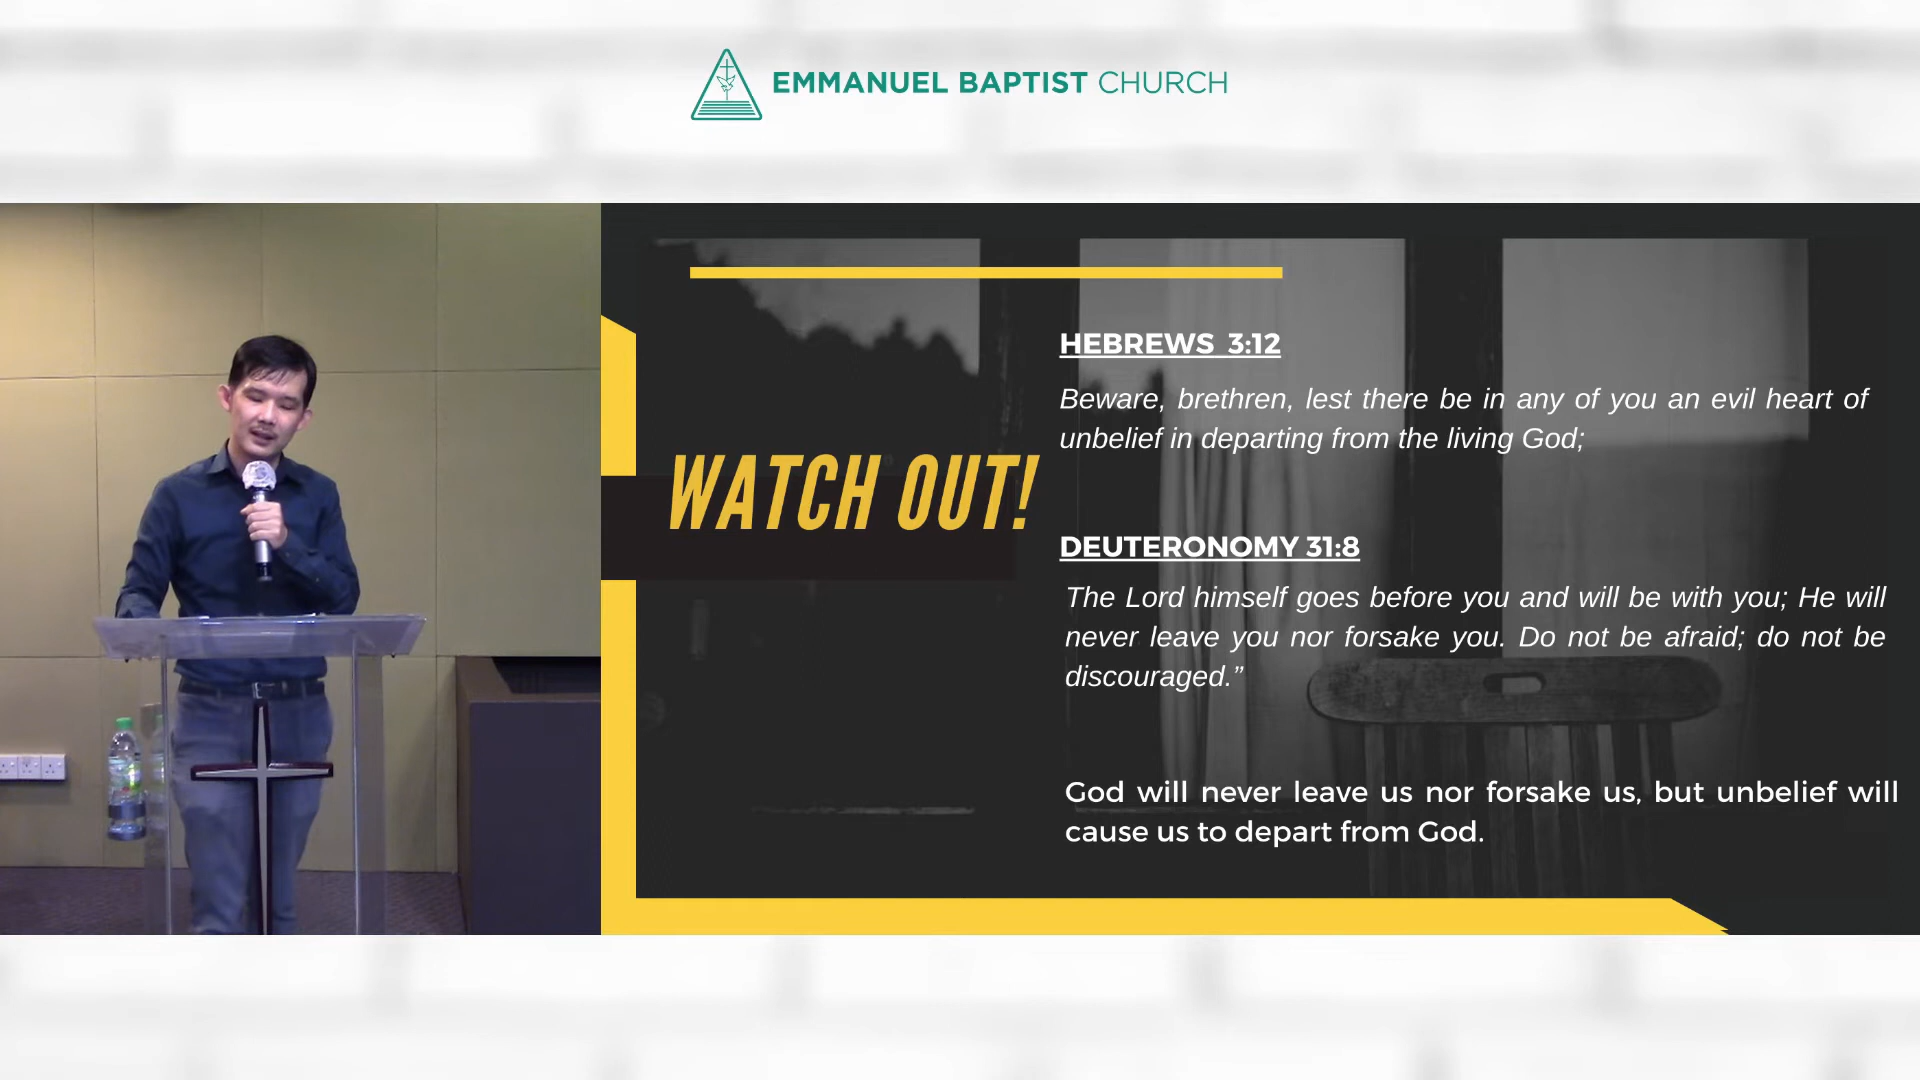 EMMANUEL BAPTIST CHURCH
WATCH OUT!
HEBREWS 3:12
Beware, brethren, lest there be in any of you an evil heart of
unbelief in departing from the living God;
DEUTERONOMY 31:8
The Lord himself goes before you and will be with you; He will
never leave you nor forsake you. Do not be afraid; do not be
discouraged.”
God will never leave us nor forsake us, but unbelief will
cause us to depart from God.